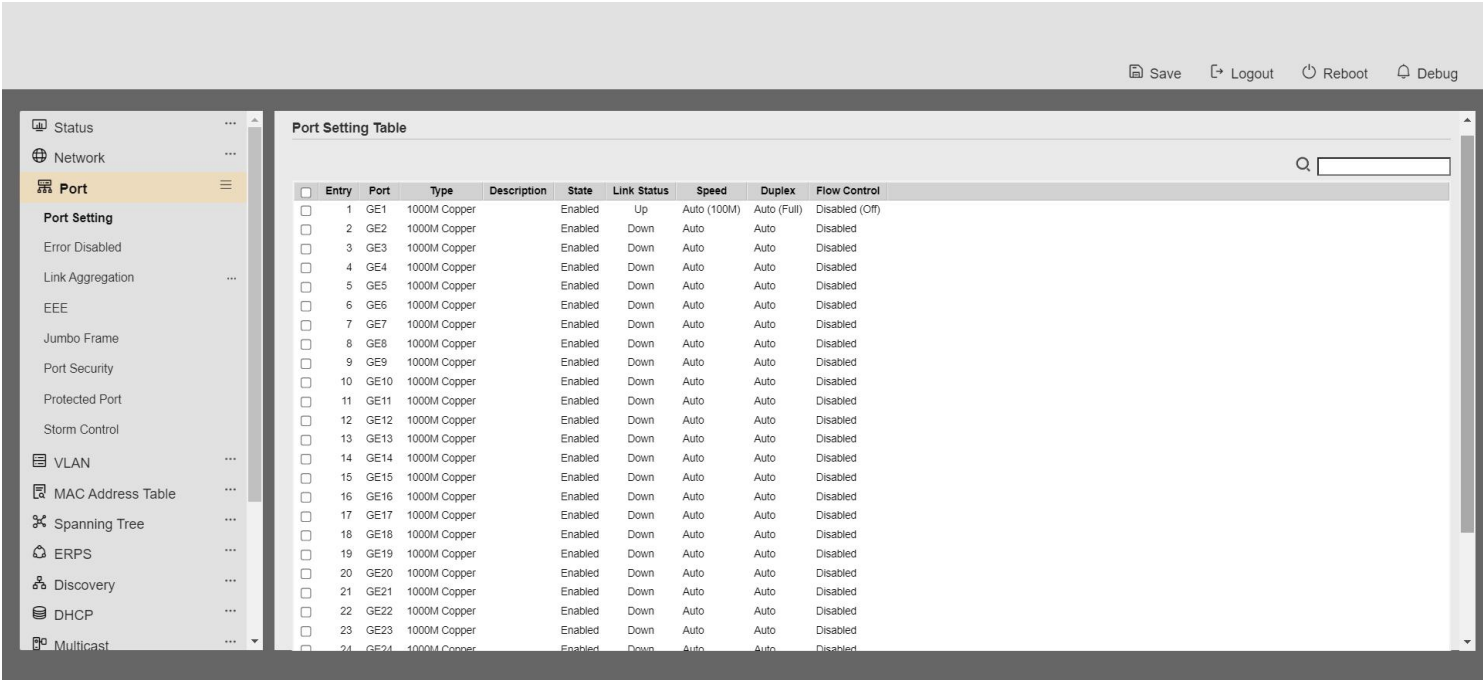 Save Logout Reboot Debug
Status ...
Network ...
Port
Port Setting
Error Disabled
Link Aggregation ...
EEE
Jumbo Frame
Port Security
Protected Port
Storm Control
VLAN ...
MAC Address Table ...
Spanning Tree ...
ERPS ...
Discovery ...
DHCP ...
Multicast ...
Port Setting Table
Entry Port Type Description State Link Status Speed Duplex Flow Control
1 GE1 1000M Copper Enabled Up Auto (100M) Auto (Full) Disabled (Off)
2 GE2 1000M Copper Enabled Down Auto Auto Disabled
3 GE3 1000M Copper Enabled Down Auto Auto Disabled
4 GE4 1000M Copper Enabled Down Auto Auto Disabled
5 GE5 1000M Copper Enabled Down Auto Auto Disabled
6 GE6 1000M Copper Enabled Down Auto Auto Disabled
7 GE7 1000M Copper Enabled Down Auto Auto Disabled
8 GE8 1000M Copper Enabled Down Auto Auto Disabled
9 GE9 1000M Copper Enabled Down Auto Auto Disabled
10 GE10 1000M Copper Enabled Down Auto Auto Disabled
11 GE11 1000M Copper Enabled Down Auto Auto Disabled
12 GE12 1000M Copper Enabled Down Auto Auto Disabled
13 GE13 1000M Copper Enabled Down Auto Auto Disabled
14 GE14 1000M Copper Enabled Down Auto Auto Disabled
15 GE15 1000M Copper Enabled Down Auto Auto Disabled
16 GE16 1000M Copper Enabled Down Auto Auto Disabled
17 GE17 1000M Copper Enabled Down Auto Auto Disabled
18 GE18 1000M Copper Enabled Down Auto Auto Disabled
19 GE19 1000M Copper Enabled Down Auto Auto Disabled
20 GE20 1000M Copper Enabled Down Auto Auto Disabled
21 GE21 1000M Copper Enabled Down Auto Auto Disabled
22 GE22 1000M Copper Enabled Down Auto Auto Disabled
23 GE23 1000M Copper Enabled Down Auto Auto Disabled
24 GE24 1000M Copper Enabled Down Auto Auto Disabled